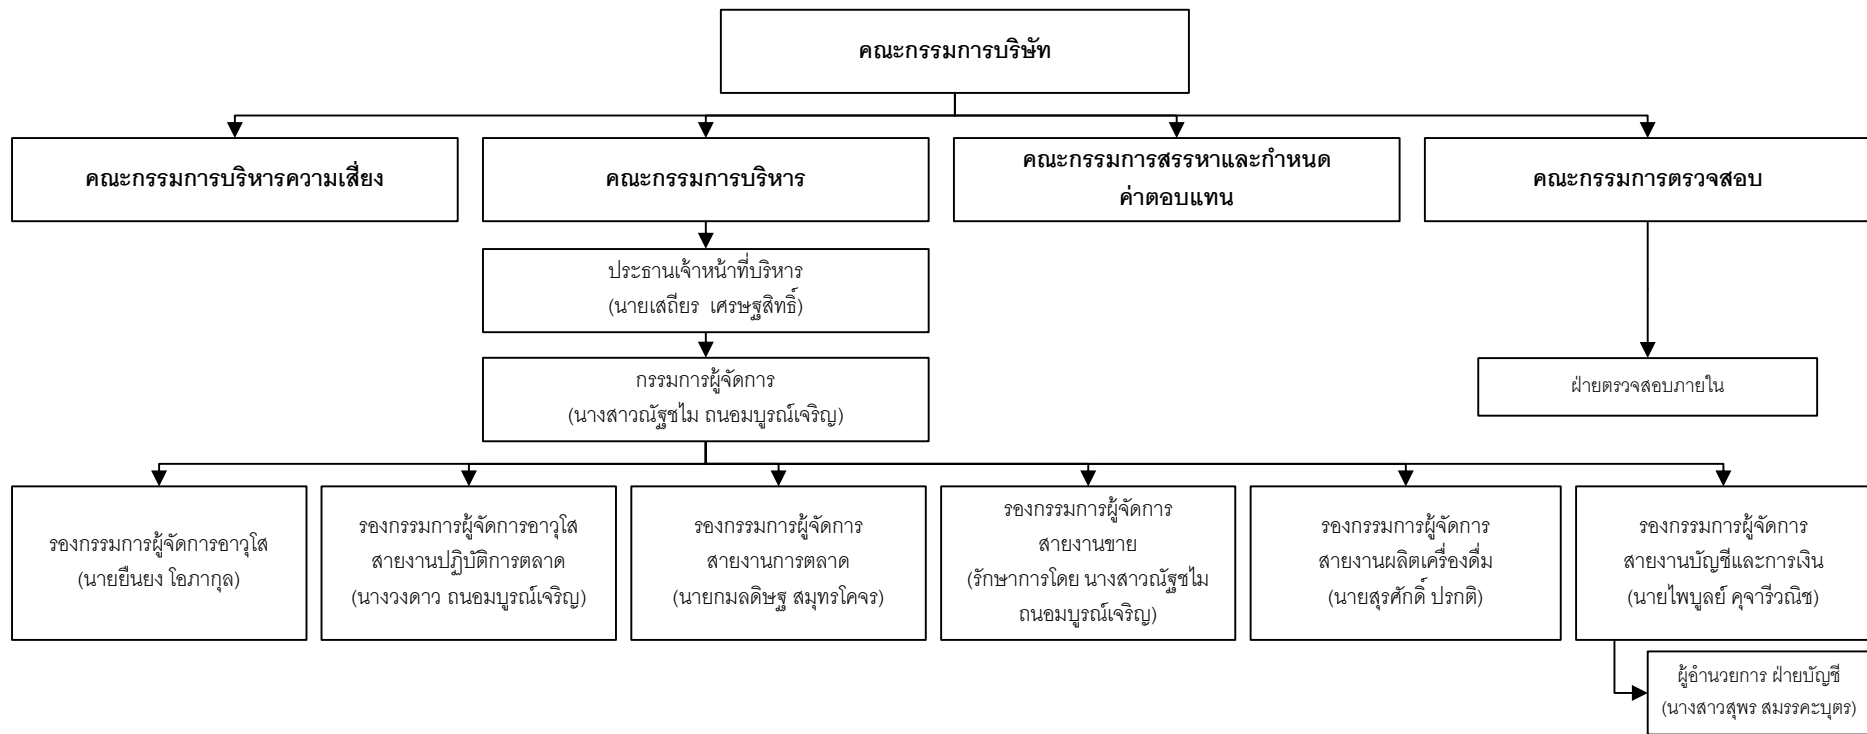 คณะกรรมการบริษัท
คณะกรรมการบริหารความเสี่ยง
คณะกรรมการบริหาร
คณะกรรมการสรรหาและกำหนด
ค่าตอบแทน
คณะกรรมการตรวจสอบ
ประธานเจ้าหน้าที่บริหาร
(นายเสถียร เศรษฐสิทธิ์)
กรรมการผู้จัดการ
(นางสาวณัฐชไม ถนอมบูรณ์เจริญ)
ฝ่ายตรวจสอบภายใน
รองกรรมการผู้จัดการอาวุโส
(นายยืนยง โอภากุล)
รองกรรมการผู้จัดการอาวุโส
สายงานปฏิบัติการตลาด
(นางวงดาว ถนอมบูรณ์เจริญ)
รองกรรมการผู้จัดการ
สายงานการตลาด
(นายกมลดิษฐ สมุทรโคจร)
รองกรรมการผู้จัดการ
สายงานขาย
(รักษาการโดย นางสาวณัฐชไม
ถนอมบูรณ์เจริญ)
รองกรรมการผู้จัดการ
สายงานผลิตเครื่องดื่ม
(นายสุรศักดิ์ ปรกติ)
รองกรรมการผู้จัดการ
สายงานบัญชีและการเงิน
(นายไพบูลย์ คุจารีวณิช)
ผู้อำนวยการ ฝ่ายบัญชี
(นางสาวสุพร สมรรคะบุตร)